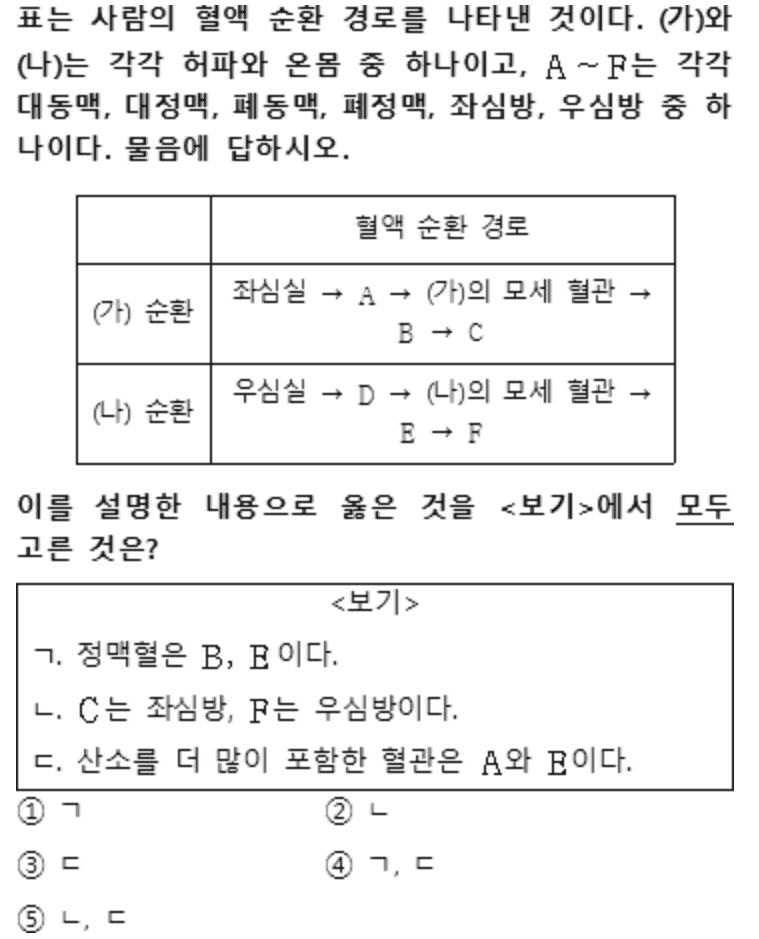 표는 사람의 혈액 순환 경로를 나타낸 것이다. (가)와
(나)는 각각 허파와 온몸 중 하나이고, A ~ F는 각각
대동맥, 대정맥, 폐동맥, 폐정맥, 좌심방, 우심방 중 하
나이다. 물음에 답하시오.
혈액 순환 경로
(가) 순환
좌심실 → A → (가)의 모세 혈관 →
B → C
(나) 순환
우심실 → D → (나)의 모세 혈관 →
E → F
이를 설명한 내용으로 옳은 것을 <보기>에서 모두
고른 것은?
<보기>
ㄱ. 정맥혈은 B, E이다.
ㄴ. C는 좌심방, F는 우심방이다.
ㄷ. 산소를 더 많이 포함한 혈관은 A와 E이다.
① ㄱ ② ㄴ
③ ㄷ ④ ㄱ, ㄷ
⑤ ㄴ, ㄷ